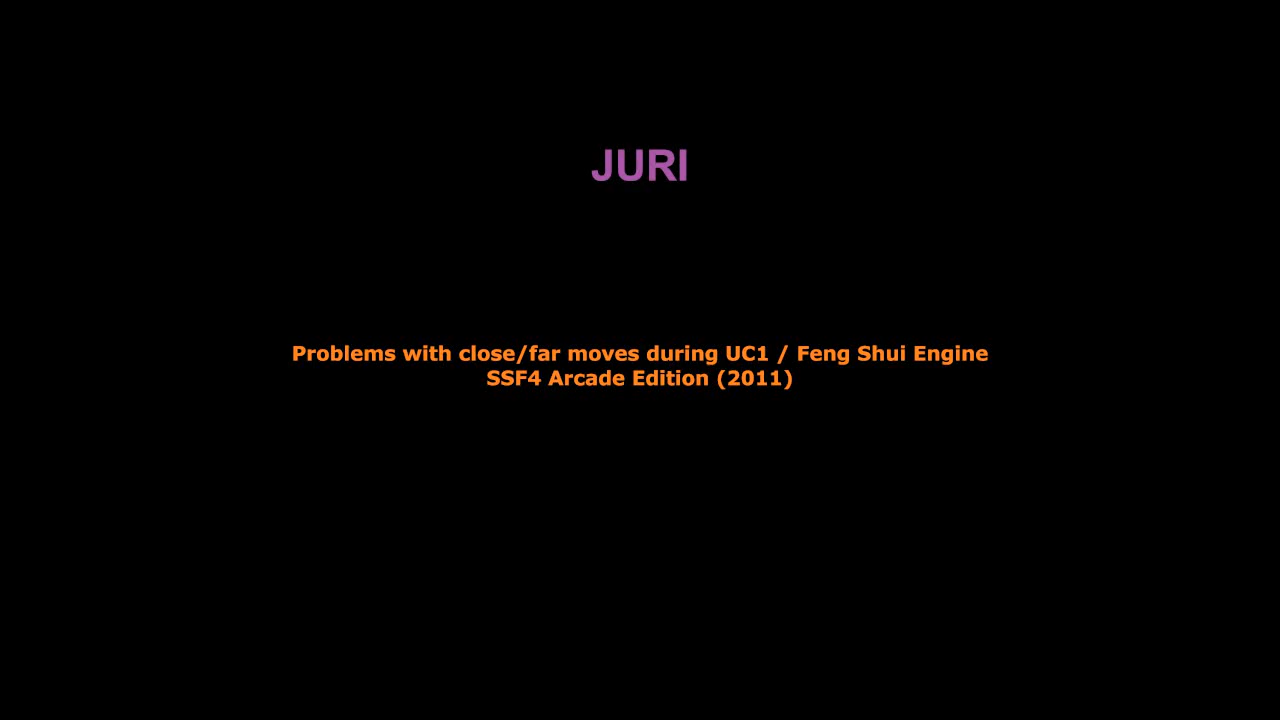 JURI
Problems with close/far moves during UC1 / Feng Shui Engine
SSF4 Arcade Edition (2011)